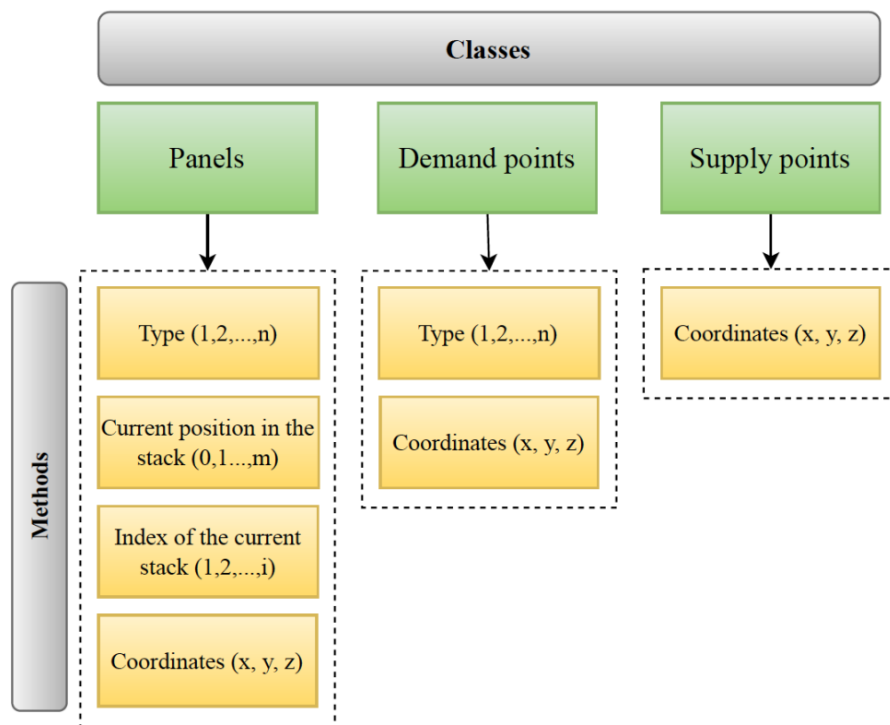 Classes
Panels
Demand points
Supply points
Methods
Type (1,2,...,n)
Current position in the
stack (0,1...,m)
Index of the current
stack (1,2,...,i)
Coordinates (x, y, z)
Type (1,2,...,n)
Coordinates (x, y, z)
Coordinates (x, y, z)